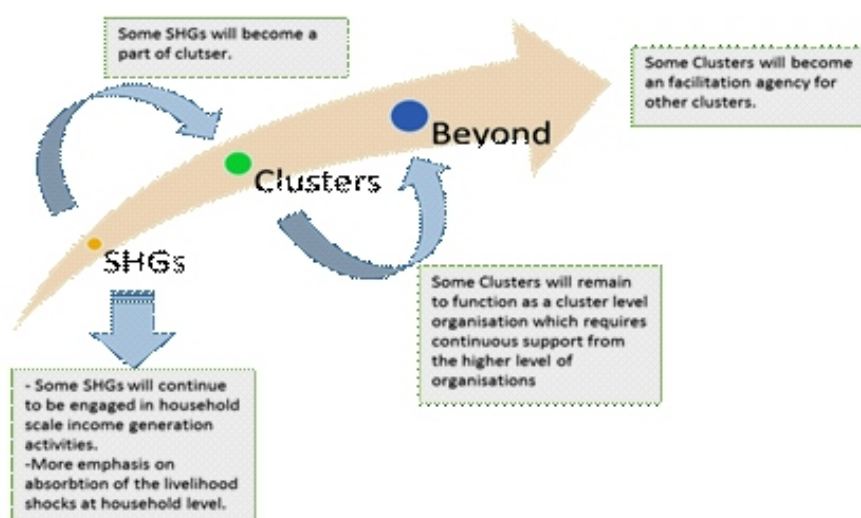 Some SHGs will become a
part of clutser.
Some Clusters will become
an facilitation agency for
other clusters.
Beyond
Clusters
SHGs
Some Clusters will remain
to function as a cluster level
organisation which requires
continuous support from
the higher level of
organisations
- Some SHGs will continue
to be engaged in household
scale income generation
activities.
-More emphasis on
absorbtion of the livelihood
shocks at household level.